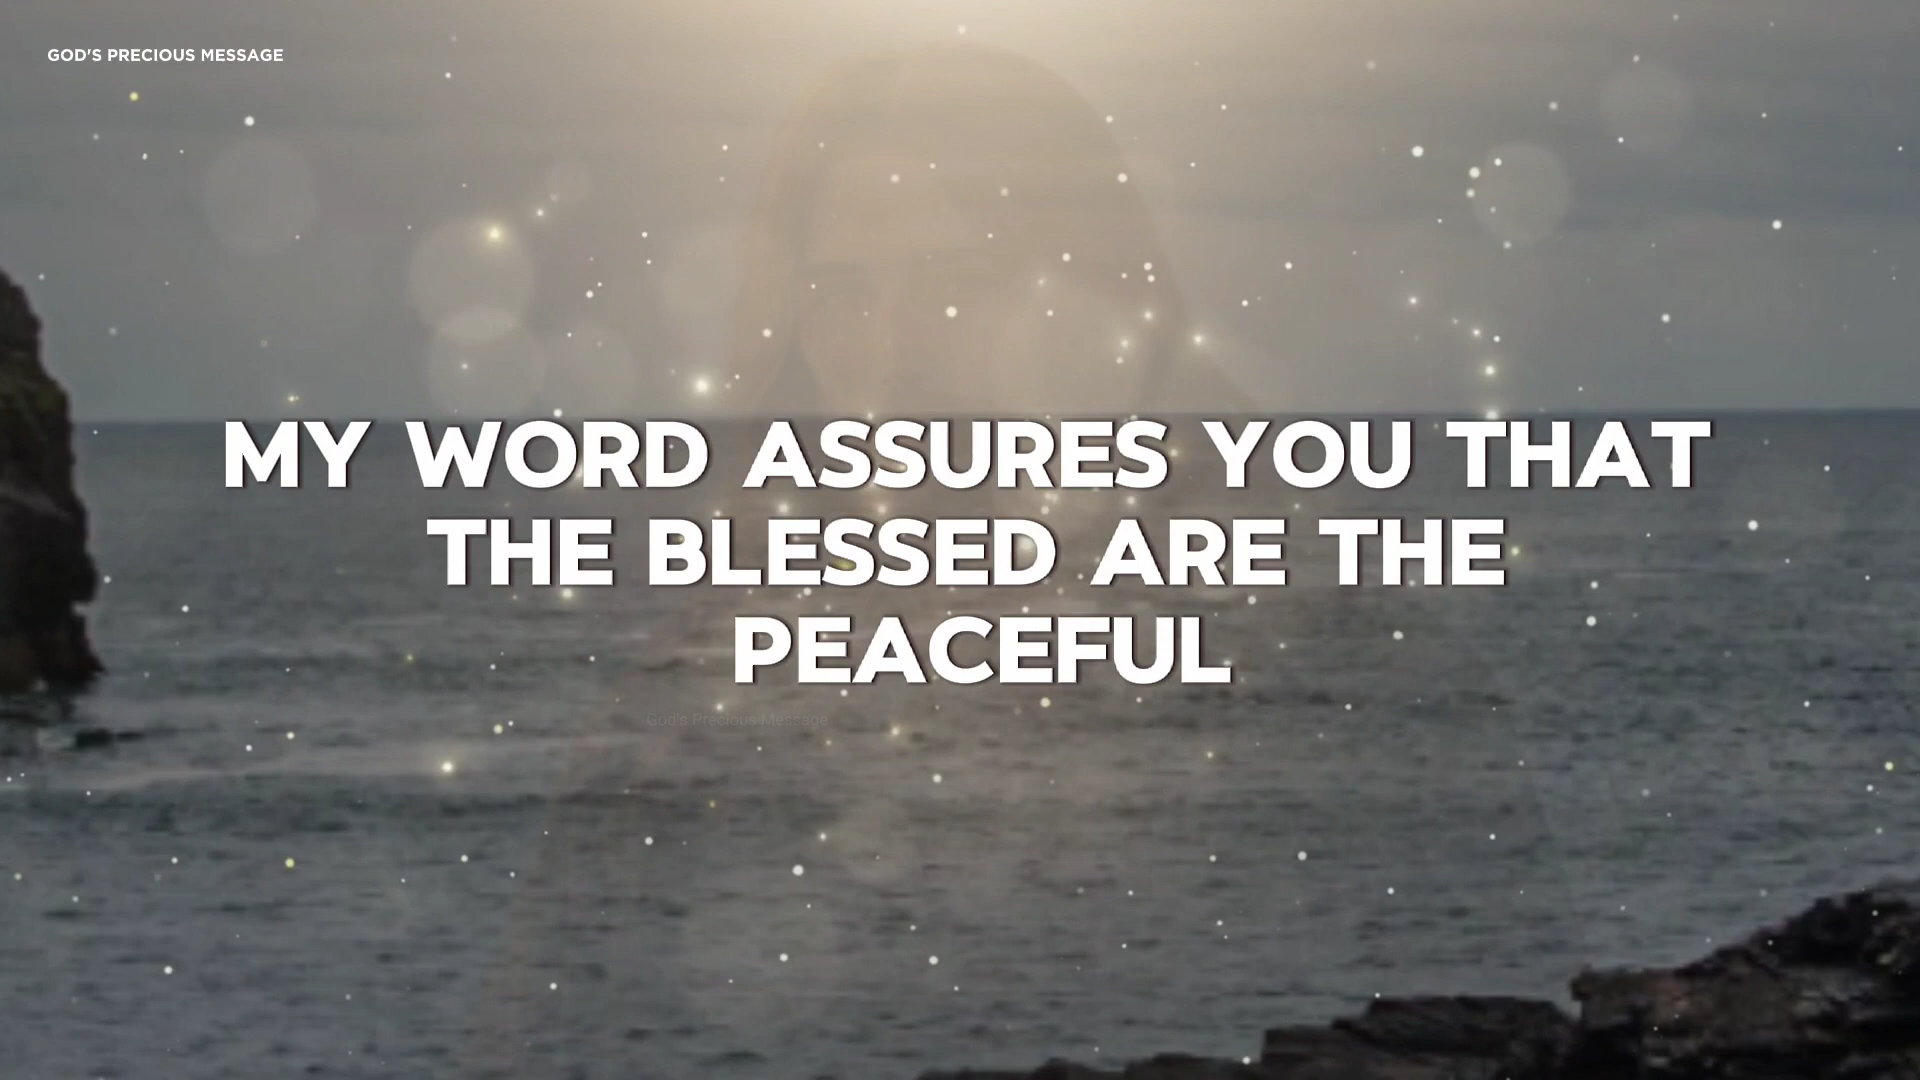 GOD'S PRECIOUS MESSAGE
MY WORD ASSURES YOU THAT
THE BLESSED ARE THE
PEACEFUL
God's Precious Message